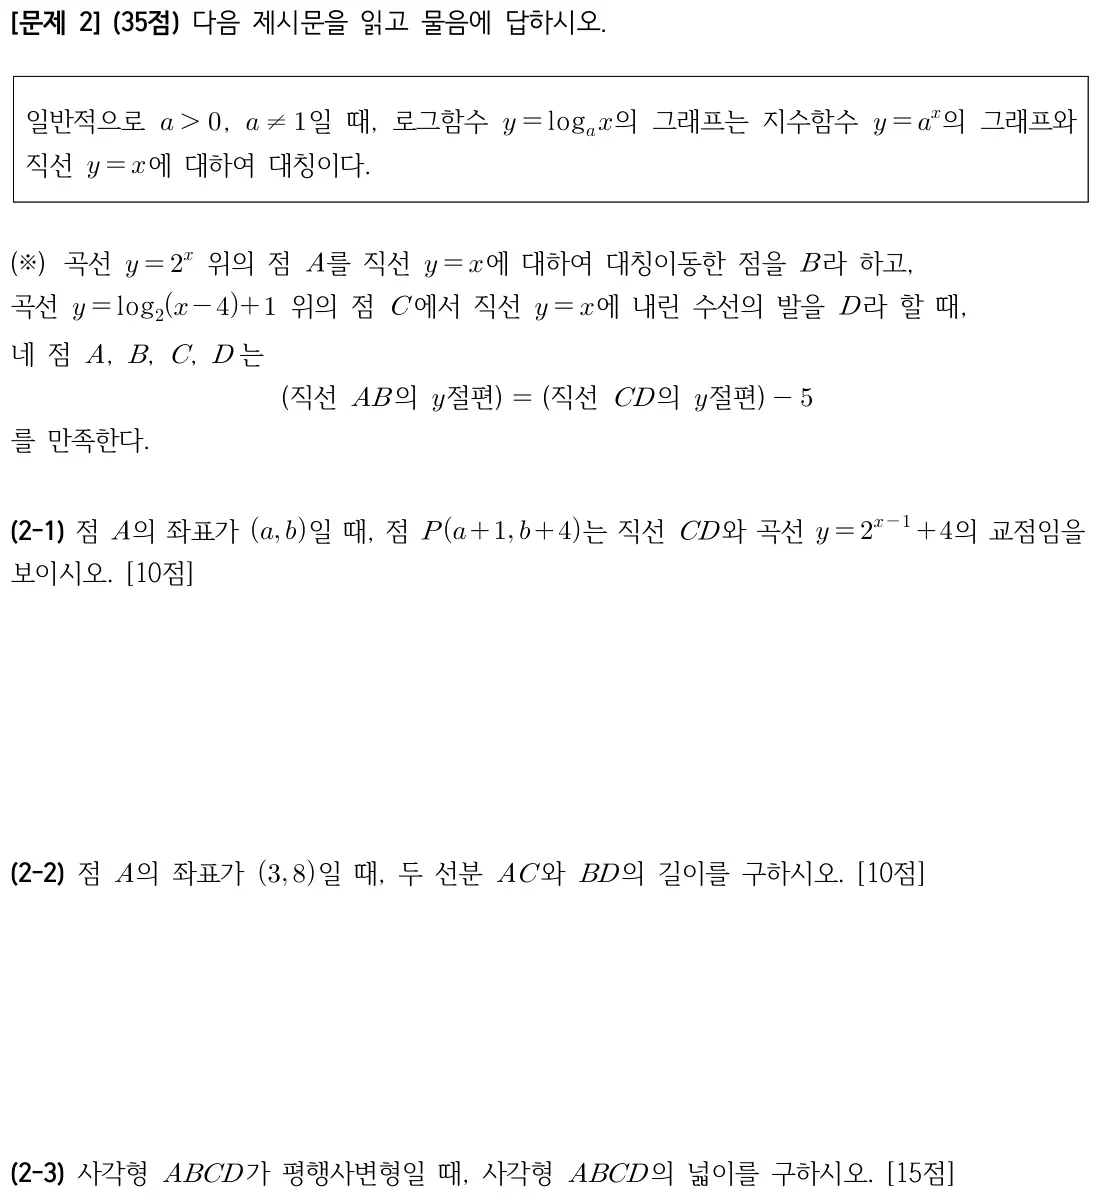 [문제 2] (35점) 다음 제시문을 읽고 물음에 답하시오.
일반적으로 a > 0, a ≠ 1일 때, 로그함수 y = logₐx의 그래프는 지수함수 y = aˣ의 그래프와
직선 y = x에 대하여 대칭이다.
(※) 곡선 y = 2ˣ 위의 점 A를 직선 y = x에 대하여 대칭이동한 점을 B라 하고,
곡선 y = log₂(x − 4) + 1 위의 점 C에서 직선 y = x에 내린 수선의 발을 D라 할 때,
네 점 A, B, C, D는
(직선 AB의 y절편) = (직선 CD의 y절편) − 5
를 만족한다.
(2-1) 점 A의 좌표가 (a, b)일 때, 점 P(a + 1, b + 4)는 직선 CD와 곡선 y = 2ˣ⁻¹ + 4의 교점임을
보이시오. [10점]
(2-2) 점 A의 좌표가 (3, 8)일 때, 두 선분 AC와 BD의 길이를 구하시오. [10점]
(2-3) 사각형 ABCD가 평행사변형일 때, 사각형 ABCD의 넓이를 구하시오. [15점]